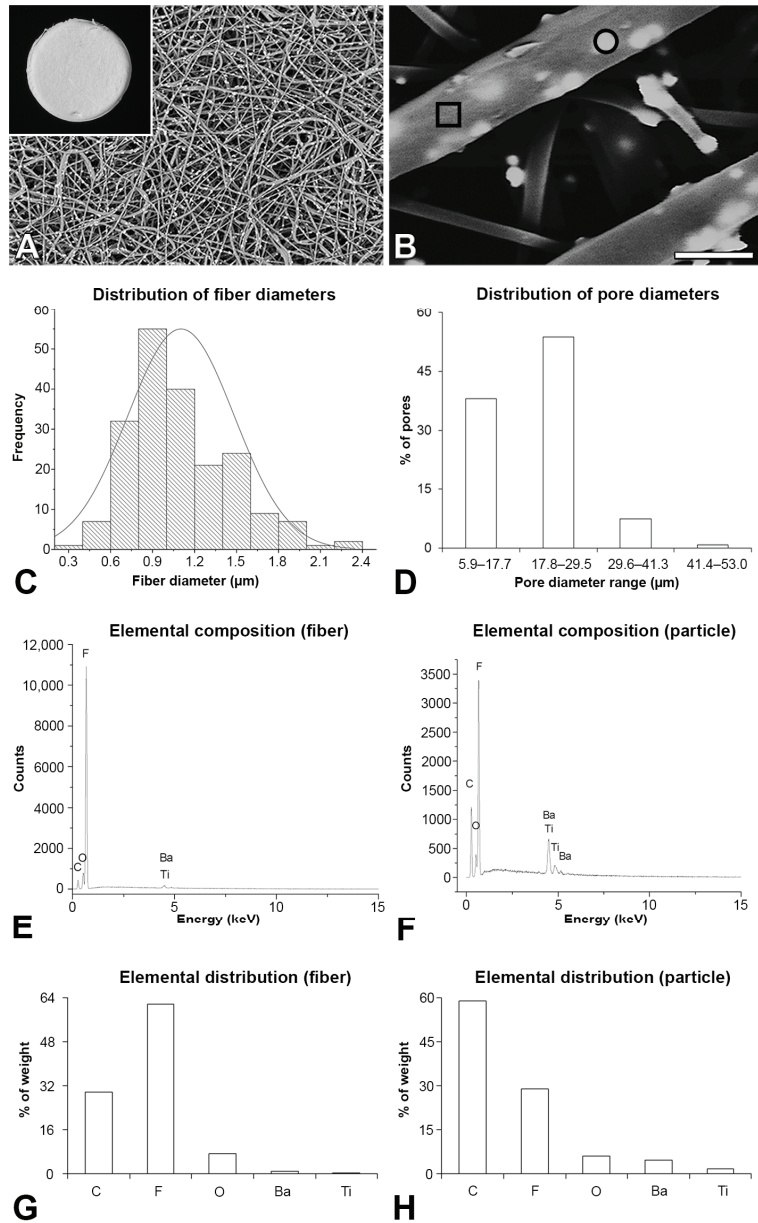 A
B
Distribution of fiber diameters
60
50
40
30
20
10
0
Frequency
0.3 0.6 0.9 1.2 1.5 1.8 2.1 2.4
Fiber diameter (µm)
C
Distribution of pore diameters
60
45
30
15
0
% of pores
5.9–17.7 17.8–29.5 29.6–41.3 41.4–53.0
Pore diameter range (µm)
D
Elemental composition (fiber)
12,000
10,000
8000
6000
4000
2000
0
Counts
F
O
C
Ba
Ti
0 5 10 15
Energy (keV)
E
Elemental composition (particle)
3500
3000
2500
2000
1500
1000
500
0
Counts
F
C
O
Ba
Ti
Ti
Ba
0 5 10 15
Energy (keV)
F
Elemental distribution (fiber)
64
48
32
16
0
% of weight
C F O Ba Ti
G
Elemental distribution (particle)
60
45
30
15
0
% of weight
C F O Ba Ti
H